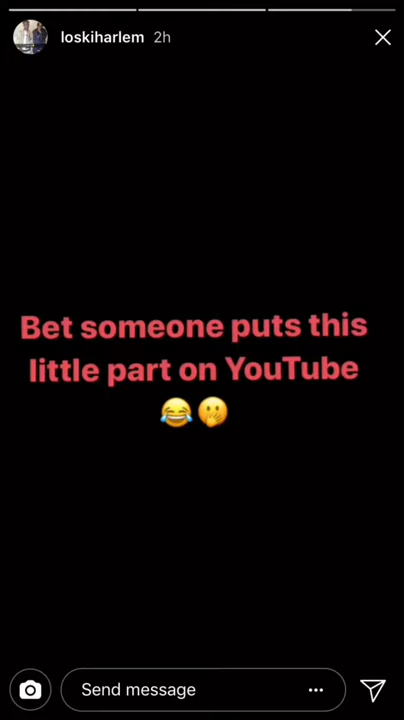 loskiharlem 2h
Bet someone puts this
little part on YouTube
😂🤭
Send message